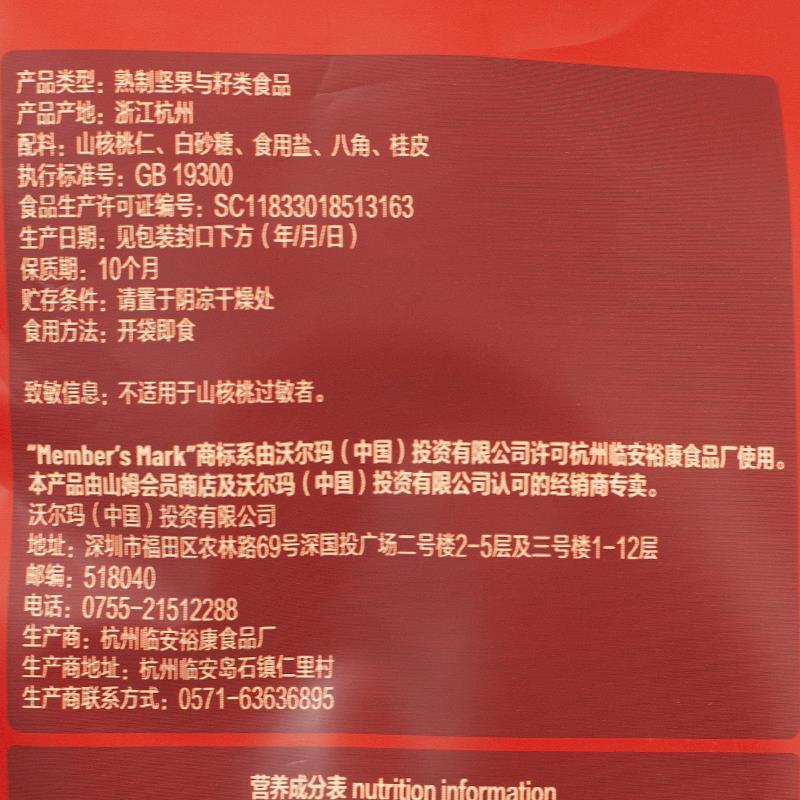 产品类型：熟制坚果与籽类食品
产品产地：浙江杭州
配料：山核桃仁、白砂糖、食用盐、八角、桂皮
执行标准号：GB 19300
食品生产许可证编号：SC11833018513163
生产日期：见包装封口下方（年/月/日）
保质期：10个月
贮存条件：请置于阴凉干燥处
食用方法：开袋即食
致敏信息：不适用于山核桃过敏者。
“Member's Mark”商标系由沃尔玛（中国）投资有限公司许可杭州临安裕康食品厂使用。
本产品由山姆会员商店及沃尔玛（中国）投资有限公司认可的经销商专卖。
沃尔玛（中国）投资有限公司
地址：深圳市福田区农林路69号深国投广场二号楼2-5层及三号楼1-12层
邮编：518040
电话：0755-21512288
生产商：杭州临安裕康食品厂
生产商地址：杭州临安岛石镇仁里村
生产商联系方式：0571-63636895
营养成分表 nutrition information